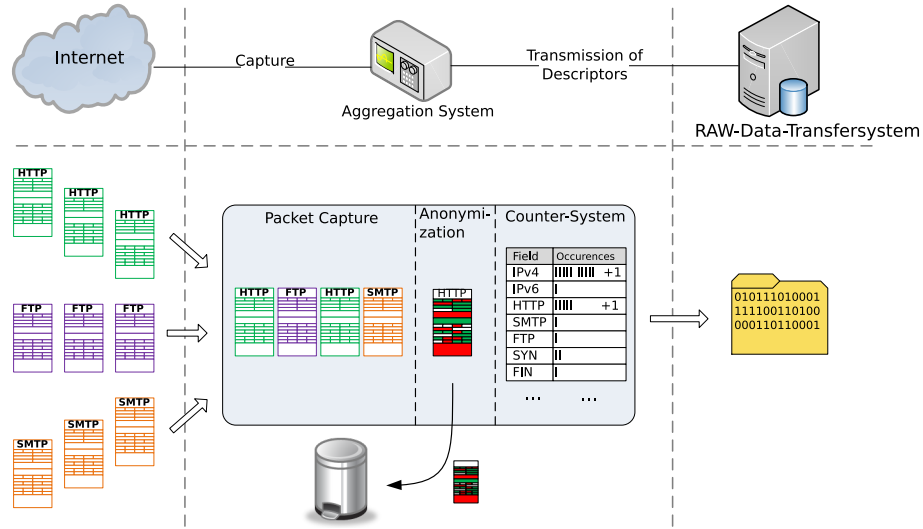 Internet
Capture
Aggregation System
Transmission of
Descriptors
RAW-Data-Transfersystem
HTTP
HTTP
HTTP
FTP
FTP
FTP
SMTP
SMTP
SMTP
Packet Capture
HTTP
FTP
HTTP
SMTP
Anonymi-
zation
HTTP
Counter-System
Field Occurences
IPv4 +1
IPv6
HTTP +1
SMTP
FTP
SYN
FIN
... ...
010111010001
111100110100
000110110001